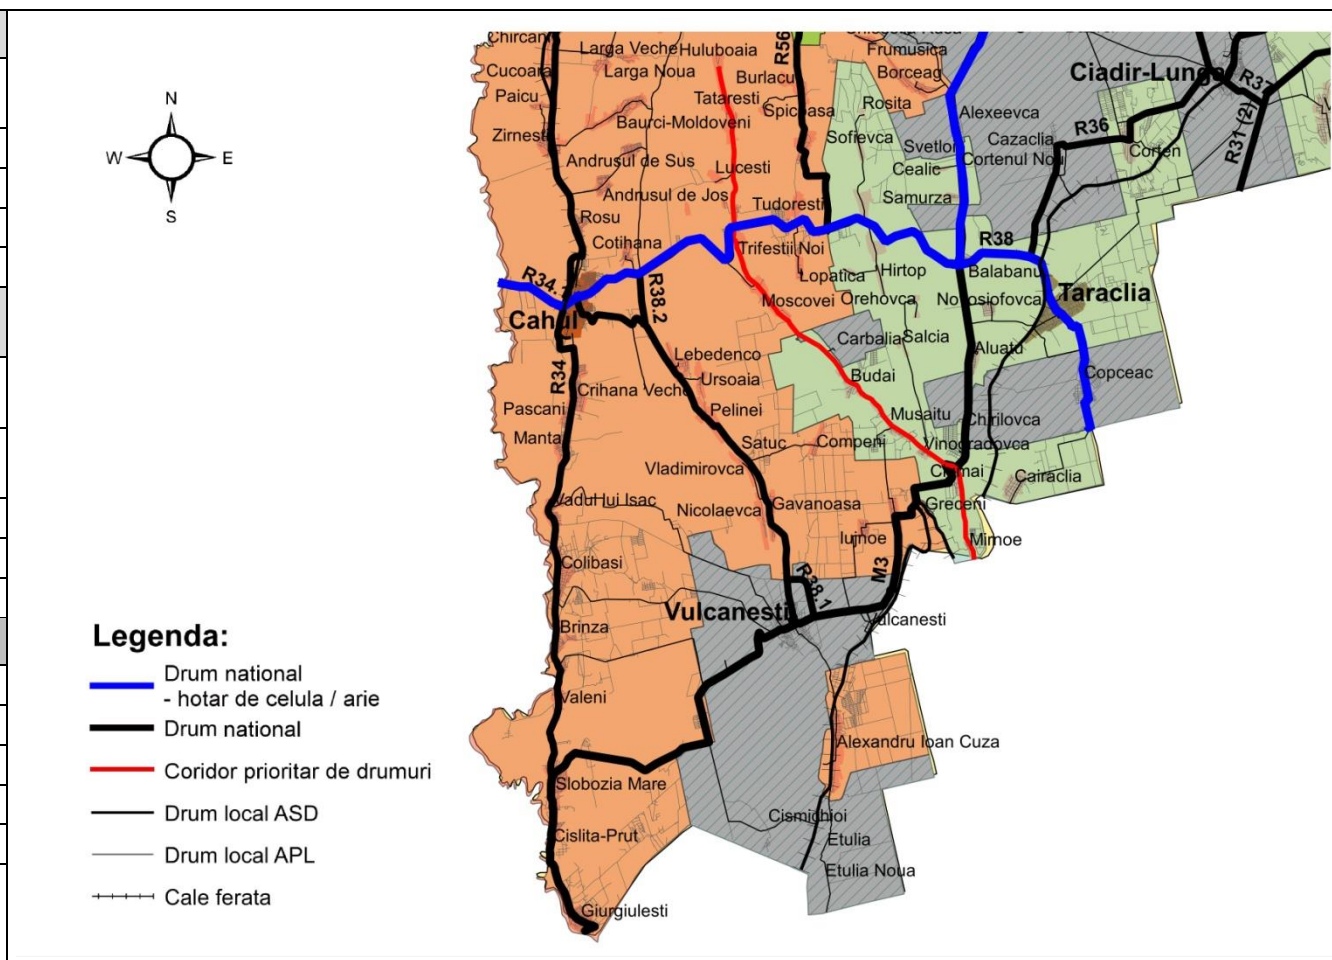 Chircani
Larga Veche
Huluboaia
R56
Frumusica
Cucoara
Larga Noua
Burlacu
Borceag
Ciadir-Lunga
R37
Paicu
Tataresti
Spicoasa
Rosita
Alexeevca
Zirnesti
Baurci-Moldoveni
Sofievca
Svetlor
Cazaclia
R36
Corten
R31 (2)
N
W
E
S
Andrusul de Sus
Lucesti
Cealic
Cortenul Nou
Andrusul de Jos
Tudoresti
Samurza
Rosu
Cotihana
Trifestii Noi
R38
R34.
R38.2
Lopatica
Hirtop
Balabanu
Moscovei
Orehovca
Novosiofovca
Taraclia
Cahul
Carbalia
Salcia
Aluatu
Lebedenco
R34
Crihana Veche
Ursoaia
Budai
Copceac
Pascani
Pelinei
Musaitu
Chirilovca
Manta
Satuc
Compeni
Vinogradovca
Vladimirovca
Ciumai
Cairaclia
VaduHui Isac
Nicolaevca
Gavanoasa
Greceni
Iujnoe
Mirnoe
Colibasi
M3
R38.1
Brinza
Vulcanesti
Vulcanesti
Valeni
Alexandru Ioan Cuza
Slobozia Mare
Cismichioi
Cislita-Prut
Etulia
Etulia Noua
Giurgiulesti
Legenda:
Drum national
- hotar de celula / arie
Drum national
Coridor prioritar de drumuri
Drum local ASD
Drum local APL
Cale ferata